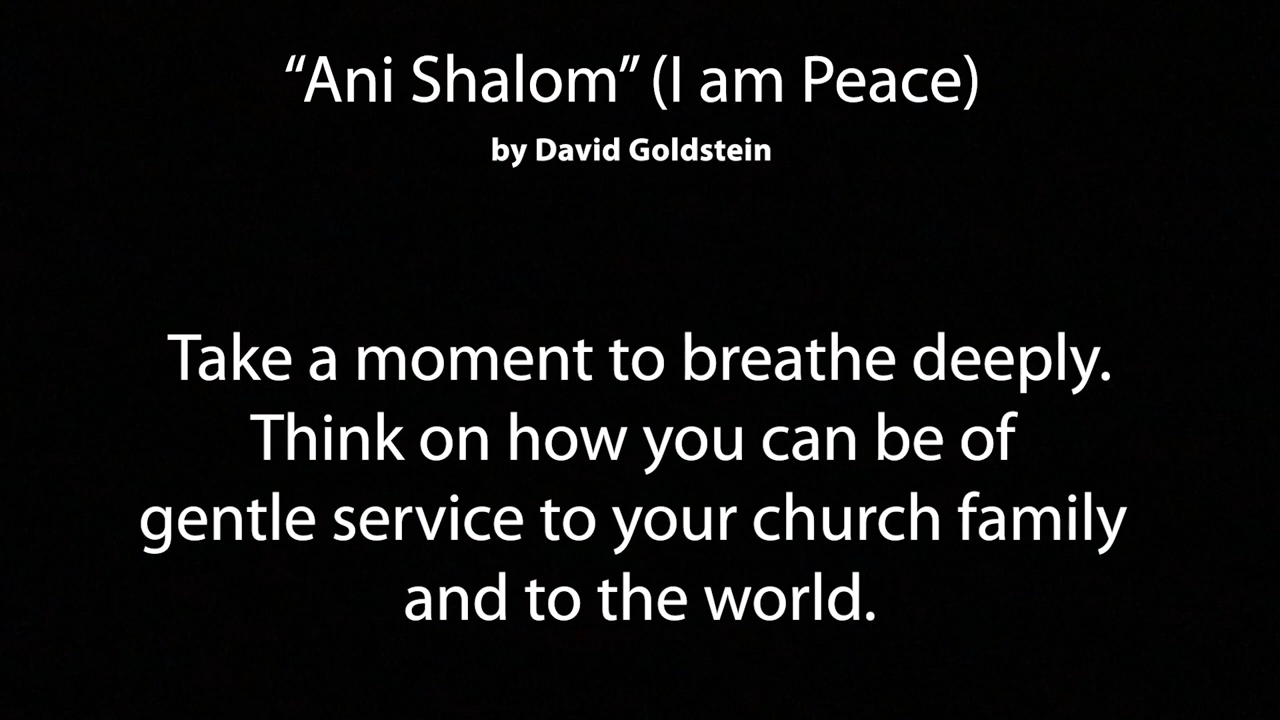 “Ani Shalom” (I am Peace)
by David Goldstein
Take a moment to breathe deeply.
Think on how you can be of
gentle service to your church family
and to the world.